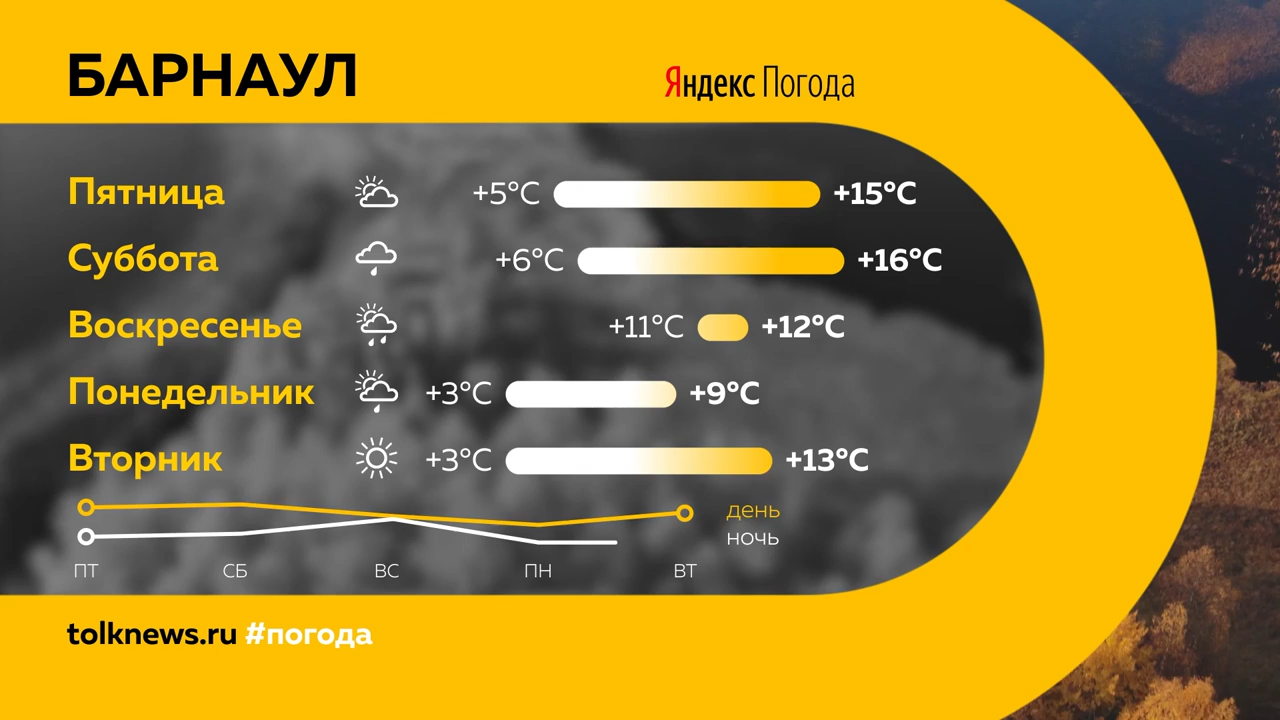 БАРНАУЛ
Яндекс Погода
Пятница +5°C +15°C
Суббота +6°C +16°C
Воскресенье +11°C +12°C
Понедельник +3°C +9°C
Вторник +3°C +13°C
день
ночь
ПТ СБ ВС ПН ВТ
tolknews.ru #погода